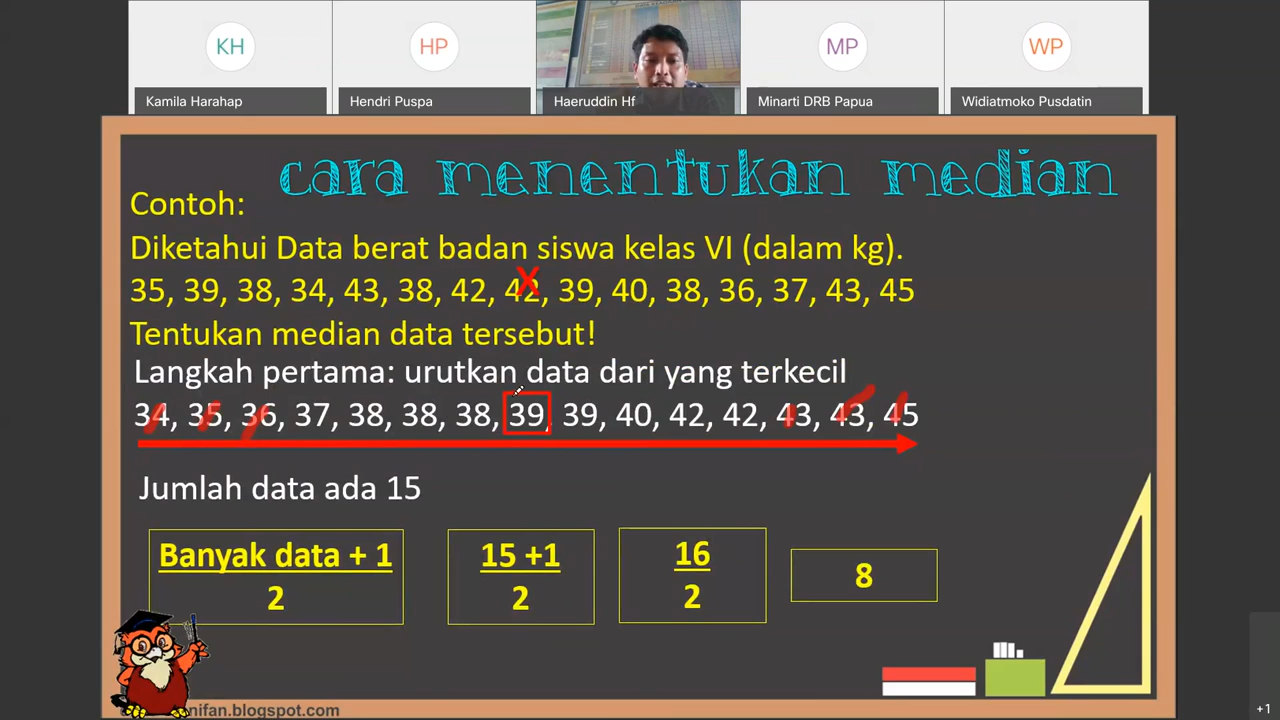 KH
HP
MP
WP
Kamila Harahap
Hendri Puspa
Haeruddin Hf
Minarti DRB Papua
Widiatmoko Pusdatin
cara menentukan median
Contoh:
Diketahui Data berat badan siswa kelas VI (dalam kg).
35, 39, 38, 34, 43, 38, 42, 42, 39, 40, 38, 36, 37, 43, 45
Tentukan median data tersebut!
Langkah pertama: urutkan data dari yang terkecil
34, 35, 36, 37, 38, 38, 38, 39, 39, 40, 42, 42, 43, 43, 45
Jumlah data ada 15
Banyak data + 1
2
15 +1
2
16
2
8
nifan.blogspot.com
+1